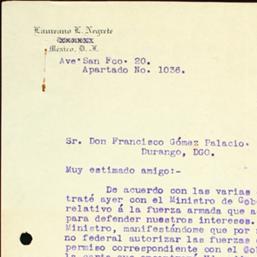 Laureano L. Negrete
México, D. F.
Ave San Fco. 20.
Apartado No. 1036.
Sr. Don Francisco Gómez Palacio.
Durango, DGO.
Muy estimado amigo:-
De acuerdo con las varias
traté ayer con el Ministro de Gob
relativo á la fuerza armada que a
para defender nuestros intereses.
Ministro, manifestándome que por
no federal autorizar las fuerzas
permiso correspondiente con el Gob